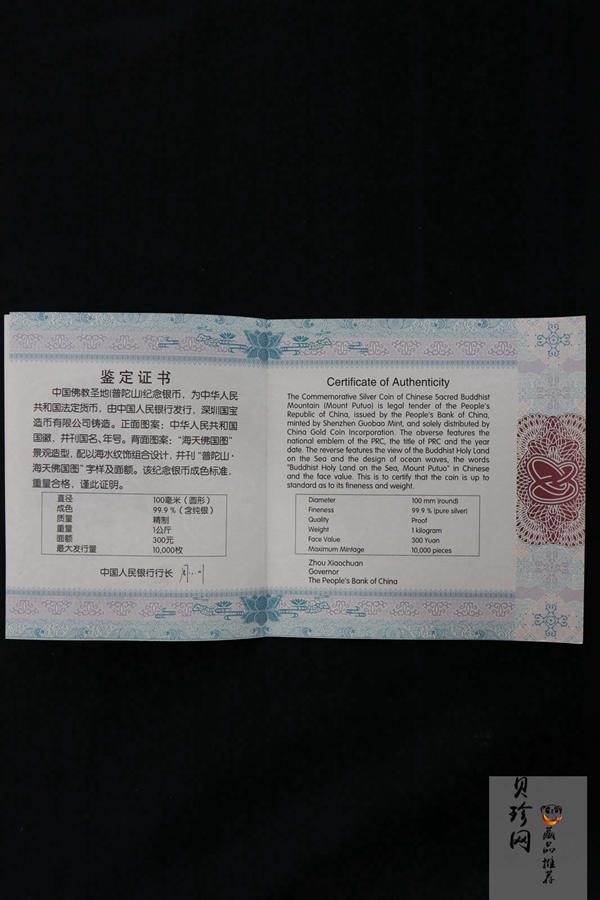 鉴定证书
中国佛教圣地(普陀山)纪念银币，为中华人民
共和国法定货币，由中国人民银行发行，深圳国宝
造币有限公司铸造。正面图案：中华人民共和国
国徽，并刊国名、年号。背面图案：“海天佛国图”
景观造型，配以海水纹饰组合设计，并刊“普陀山·
海天佛国图”字样及面额。该纪念银币成色标准，
重量合格，谨此证明。
直径 100毫米（圆形）
成色 99.9％（含纯银）
质量 精制
重量 1公斤
面额 300元
最大发行量 10,000枚
中国人民银行行长
Certificate of Authenticity
The Commemorative Silver Coin of Chinese Sacred Buddhist
Mountain (Mount Putuo) is legal tender of the People's
Republic of China, issued by the People's Bank of China,
minted by Shenzhen Guobao Mint, and solely distributed by
China Gold Coin Incorporation. The obverse features the
national emblem of the PRC, the title of PRC and the year
date. The reverse features the view of the Buddhist Holy Land
on the Sea and the design of ocean waves, the words
"Buddhist Holy Land on the Sea, Mount Putuo" in Chinese
and the face value. This is to certify that the coin is up to
standard as to its fineness and weight.
Diameter 100 mm (round)
Fineness 99.9 % (pure silver)
Quality Proof
Weight 1 kilogram
Face Value 300 Yuan
Maximum Mintage 10,000 pieces
Zhou Xiaochuan
Governor
The People's Bank of China
贝珍网
藏品推荐